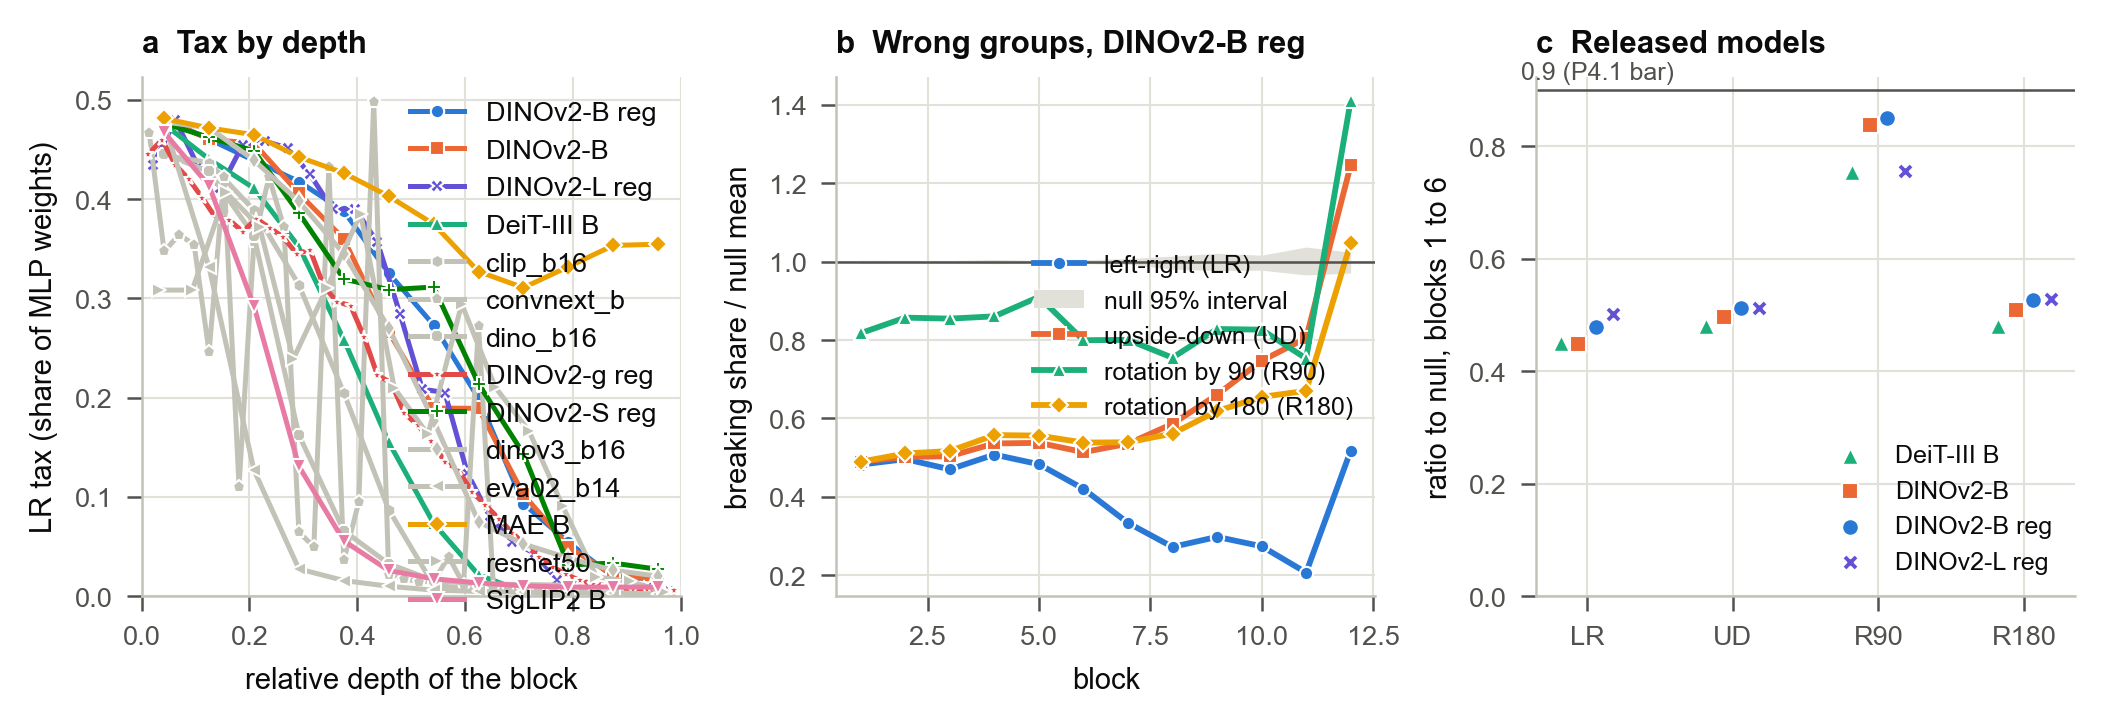 a Tax by depth
LR tax (share of MLP weights)
0.5
0.4
0.3
0.2
0.1
0.0
0.0 0.2 0.4 0.6 0.8 1.0
relative depth of the block
DINOv2-B reg
DINOv2-B
DINOv2-L reg
DeiT-III B
clip_b16
convnext_b
dino_b16
DINOv2-g reg
DINOv2-S reg
dinov3_b16
eva02_b14
MAE B
resnet50
SigLIP2 B
b Wrong groups, DINOv2-B reg
breaking share / null mean
1.4
1.2
1.0
0.8
0.6
0.4
0.2
2.5 5.0 7.5 10.0 12.5
block
left-right (LR)
null 95% interval
upside-down (UD)
rotation by 90 (R90)
rotation by 180 (R180)
c Released models
0.9 (P4.1 bar)
ratio to null, blocks 1 to 6
0.8
0.6
0.4
0.2
0.0
LR UD R90 R180
DeiT-III B
DINOv2-B
DINOv2-B reg
DINOv2-L reg